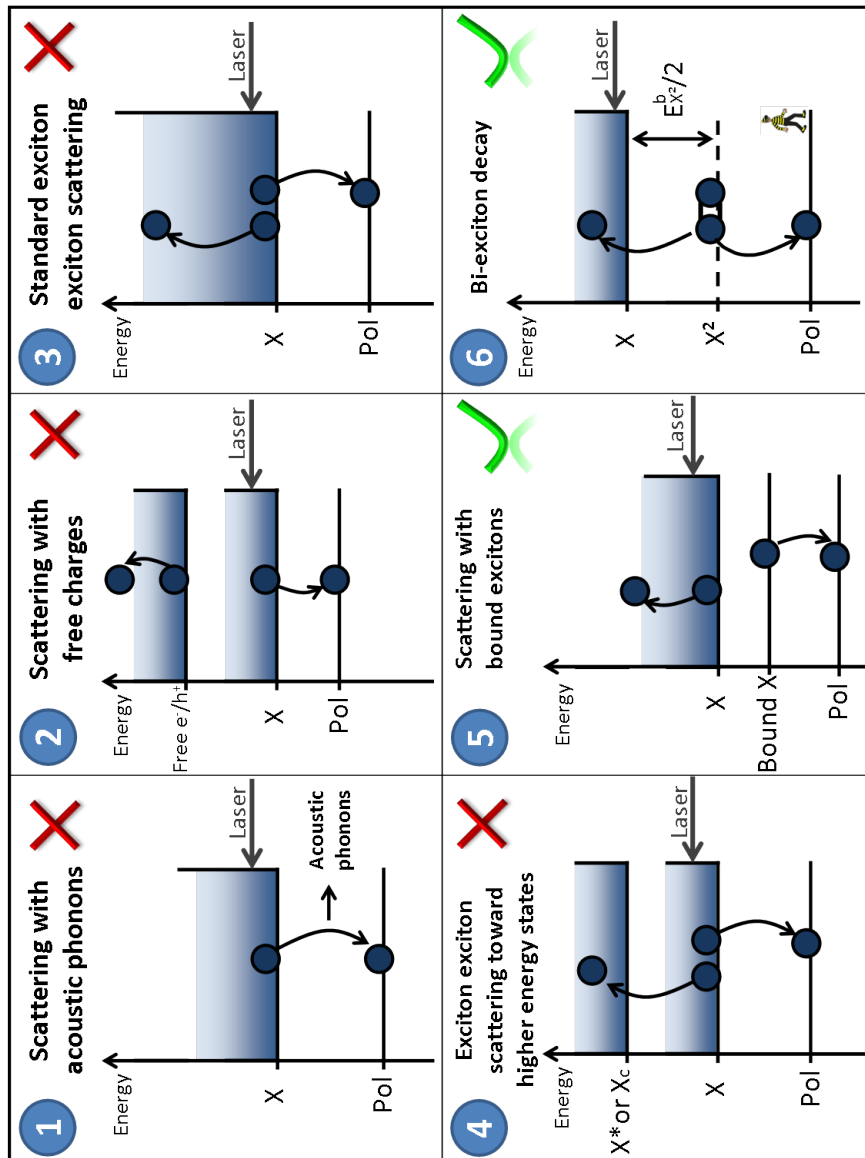 1
Scattering with
acoustic phonons
Energy
Laser
Acoustic
phonons
X
Pol
2
Scattering with
free charges
Energy
Free e⁻/h⁺
Laser
X
Pol
3
Standard exciton
exciton scattering
Energy
Laser
X
Pol
4
Exciton exciton
scattering toward
higher energy states
Energy
X* or Xc
Laser
X
Pol
5
Scattering with
bound excitons
Energy
Laser
X
Bound X
Pol
6
Bi-exciton decay
Energy
Laser
X
E^b_X²/2
X²
Pol